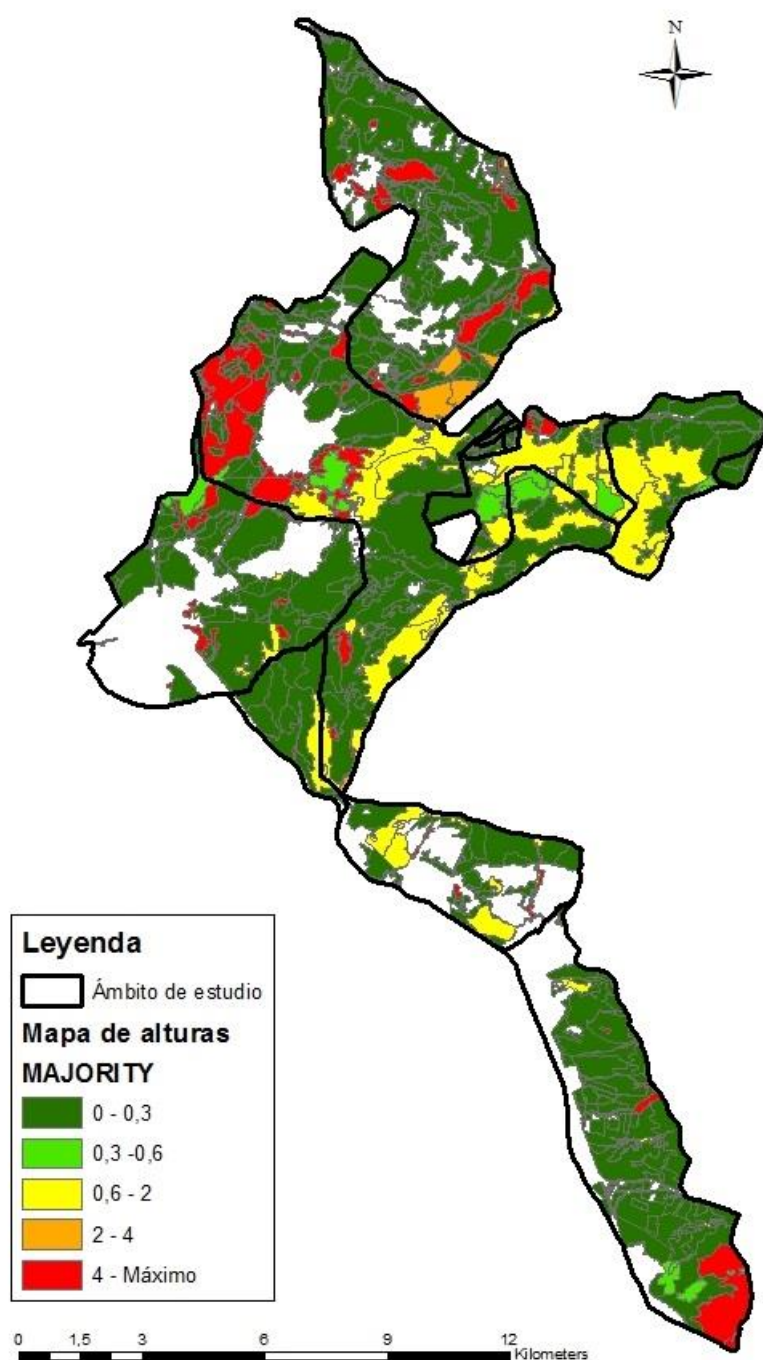 N
Leyenda
Ámbito de estudio
Mapa de alturas
MAJORITY
0 - 0,3
0,3 -0,6
0,6 - 2
2 - 4
4 - Máximo
0 1,5 3 6 9 12
Kilometers